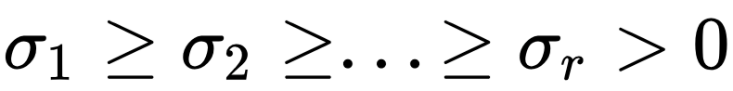 σ₁ ≥ σ₂ ≥ … ≥ σᵣ > 0